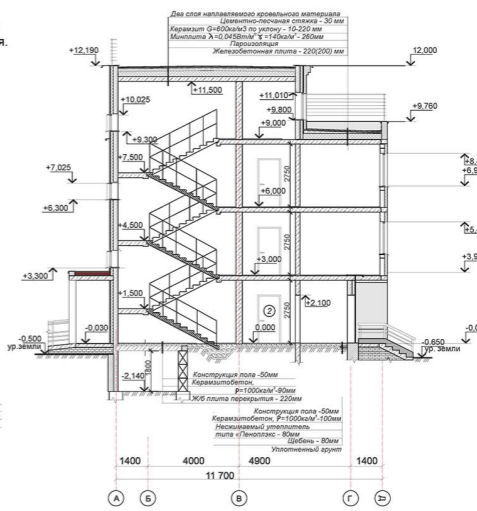 Два слоя наплавляемого кровельного материала
Цементно-песчаная стяжка - 30 мм
Керамзит G=600кг/м3 по уклону - 10-220 мм
Минплита λ=0,045Вт/м² γ =140кг/м³ - 260мм
Пароизоляция
Железобетонная плита - 220(200) мм
я.
+12,190
12,000
+11,500
+11,010
+10,025
+9,800
+9,760
+9,000
+9,300
+7,500
+7,025
+6,000
+6,300
+4,500
+3,000
+3,300
+1,500
+2,100
2750
2750
2750
2
0.000
-0,030
-0,500
ур.земли
-0.650
ур.земли
-2,140
1800
Конструкция пола -50мм
Керамзитобетон,
ρ=1000кг/м³-90мм
Ж/б плита перекрытия - 220мм
Конструкция пола -50мм
Керамзитобетон, ρ=1000кг/м³-100мм
Несжимаемый утеплитель
типа «Пеноплэкс - 80мм
Щебень - 80мм
Уплотненный грунт
1400 4000 4900 1400
11 700
А Б В Г Д